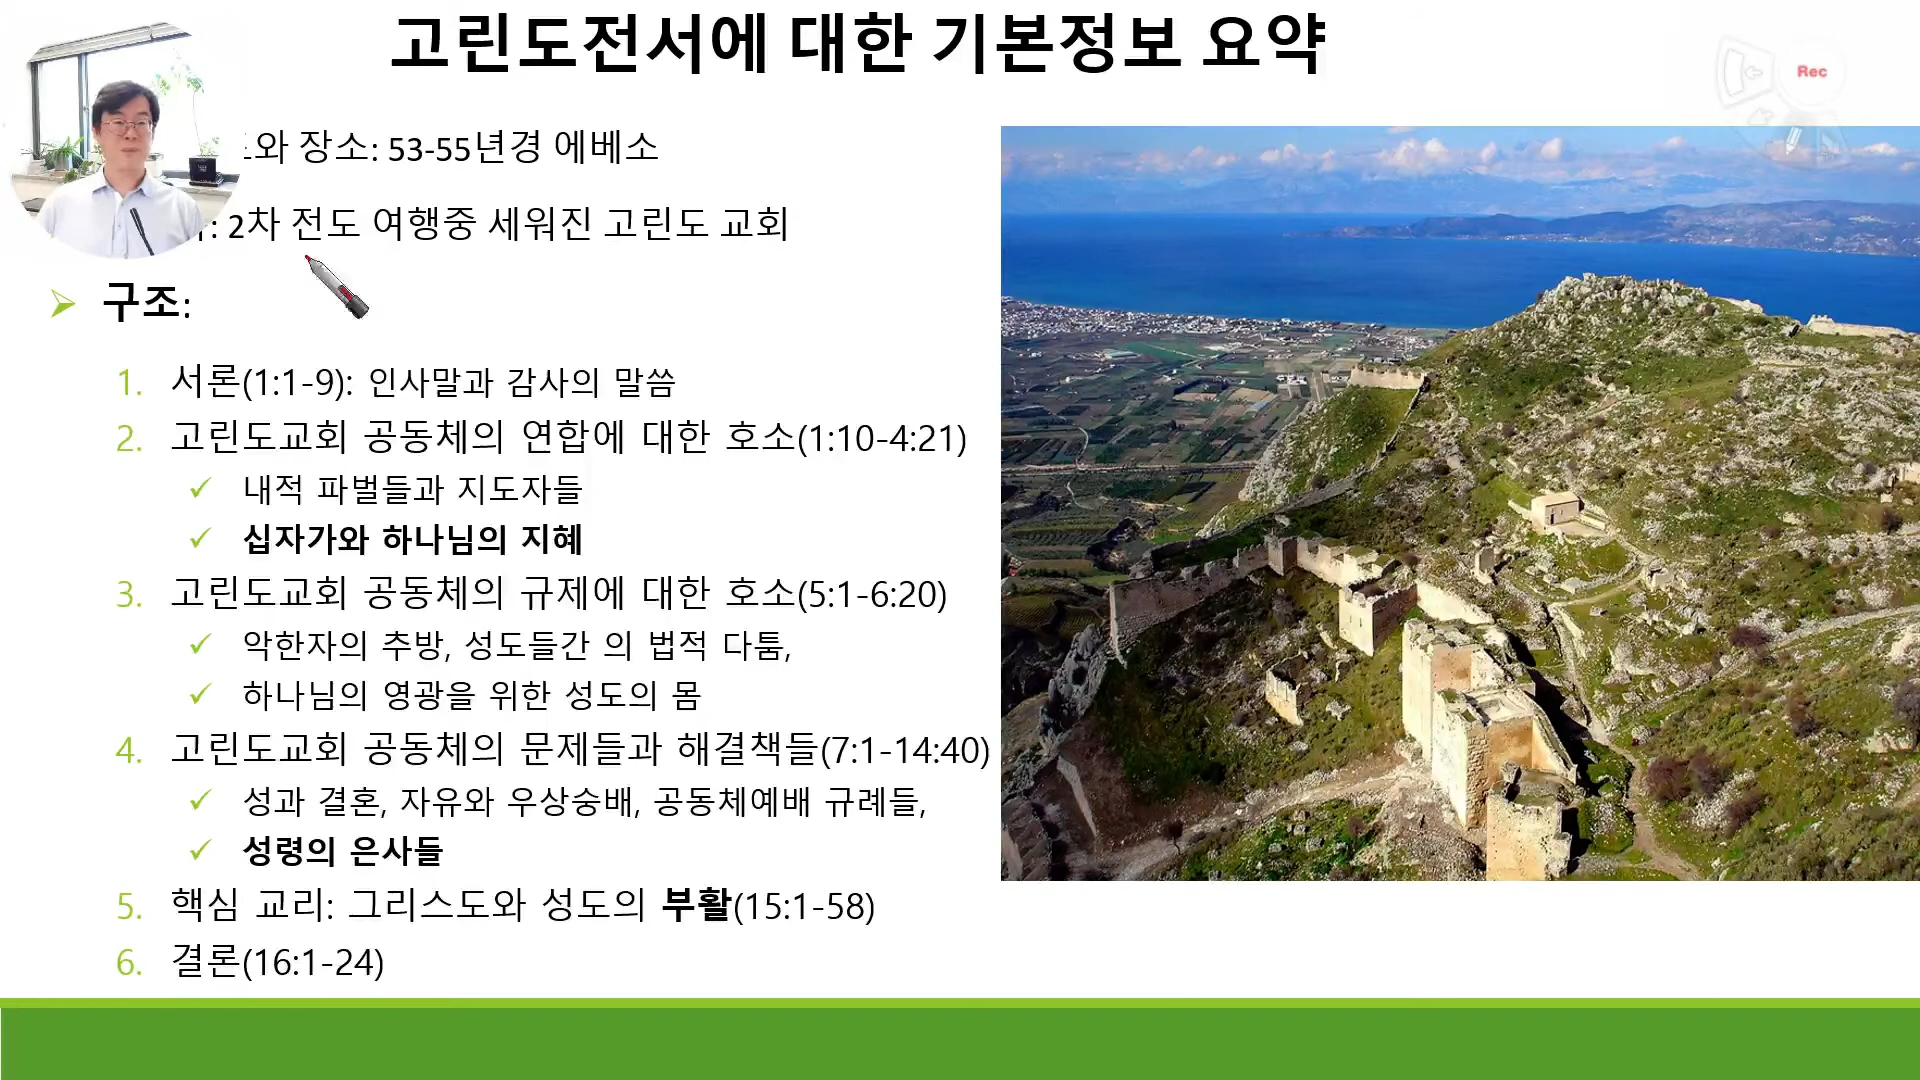 고린도전서에 대한 기본정보 요약
Rec
와 장소: 53-55년경 에베소
: 2차 전도 여행중 세워진 고린도 교회
구조:
1. 서론(1:1-9): 인사말과 감사의 말씀
2. 고린도교회 공동체의 연합에 대한 호소(1:10-4:21)
✓ 내적 파벌들과 지도자들
✓ 십자가와 하나님의 지혜
3. 고린도교회 공동체의 규제에 대한 호소(5:1-6:20)
✓ 악한자의 추방, 성도들간 의 법적 다툼,
✓ 하나님의 영광을 위한 성도의 몸
4. 고린도교회 공동체의 문제들과 해결책들(7:1-14:40)
✓ 성과 결혼, 자유와 우상숭배, 공동체예배 규례들,
✓ 성령의 은사들
5. 핵심 교리: 그리스도와 성도의 부활(15:1-58)
6. 결론(16:1-24)